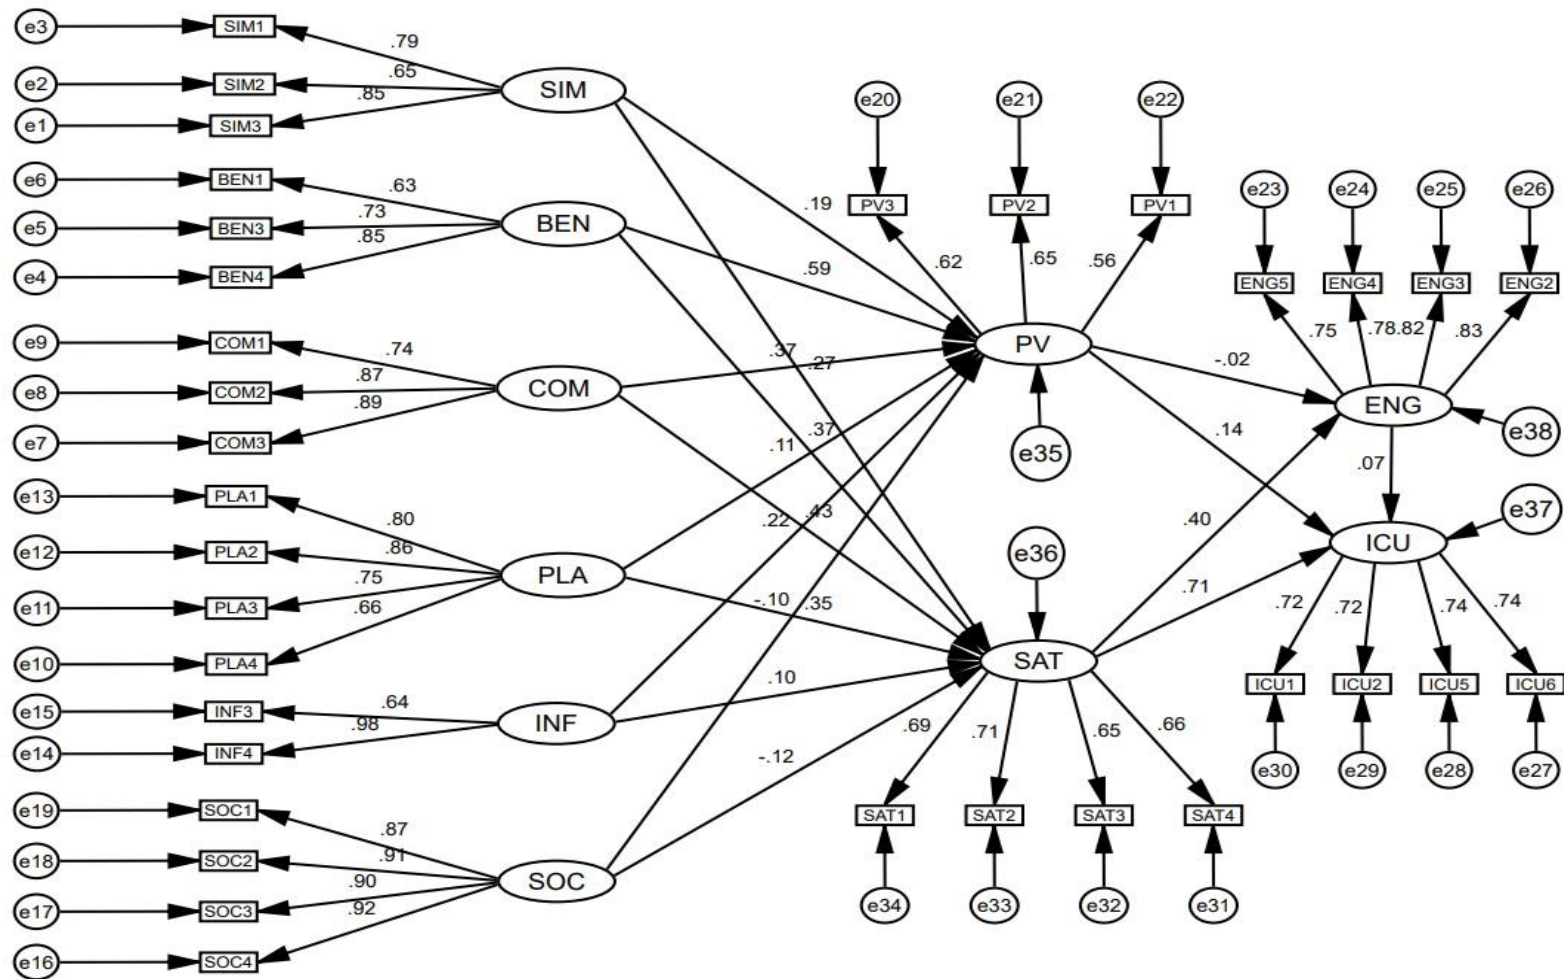 e3
SIM1
.79
e2
SIM2
.65
e1
SIM3
.85
SIM
e6
BEN1
.63
e5
BEN3
.73
e4
BEN4
.85
BEN
e9
COM1
.74
e8
COM2
.87
e7
COM3
.89
COM
e13
PLA1
.80
e12
PLA2
.86
e11
PLA3
.75
e10
PLA4
.66
PLA
e15
INF3
.64
e14
INF4
.98
INF
e19
SOC1
.87
e18
SOC2
.91
e17
SOC3
.90
e16
SOC4
.92
SOC
.19
.59
.37
.27
.11
.37
.22
.43
-.10
.35
.10
-.12
e20
e21
e22
PV3
PV2
PV1
.62
.65
.56
PV
e35
e36
SAT
.69
.71
.65
.66
SAT1
SAT2
SAT3
SAT4
e34
e33
e32
e31
-.02
.14
.40
.71
e23
e24
e25
e26
ENG5
ENG4
ENG3
ENG2
.75
.78
.82
.83
ENG
e38
.07
e37
ICU
.72
.72
.74
.74
ICU1
ICU2
ICU5
ICU6
e30
e29
e28
e27